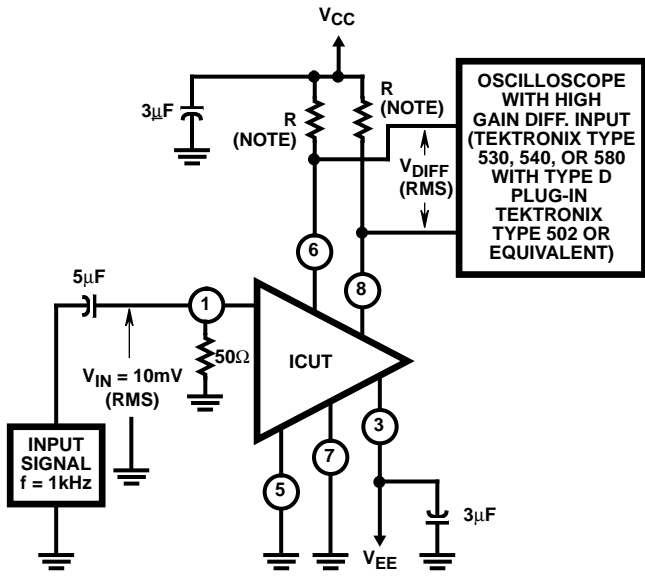 VCC
3μF
R
(NOTE)
R
(NOTE)
OSCILLOSCOPE
WITH HIGH
GAIN DIFF. INPUT
(TEKTRONIX TYPE
530, 540, OR 580
WITH TYPE D
PLUG-IN
TEKTRONIX
TYPE 502 OR
EQUIVALENT)
VDIFF
(RMS)
6
8
5μF
1
50Ω
ICUT
VIN = 10mV
(RMS)
3
7
5
INPUT
SIGNAL
f = 1kHz
3μF
VEE